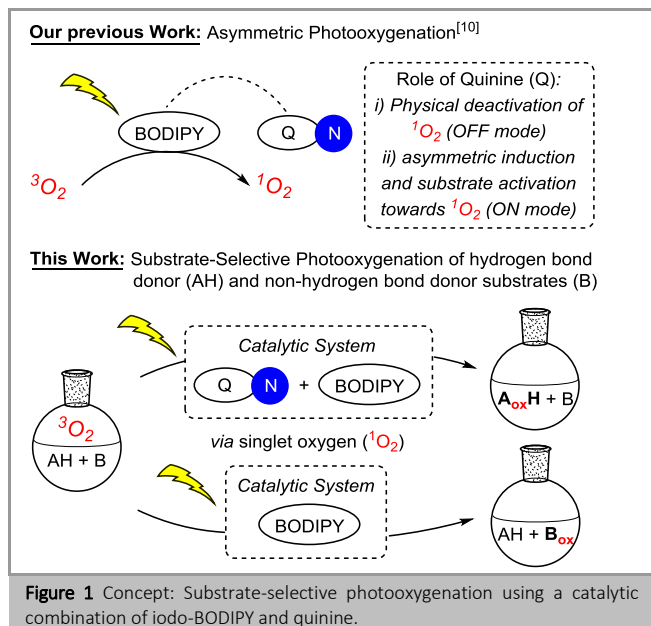 Our previous Work: Asymmetric Photooxygenation[10]
BODIPY
Q
N
3O2
1O2
Role of Quinine (Q):
i) Physical deactivation of
1O2 (OFF mode)
ii) asymmetric induction
and substrate activation
towards 1O2 (ON mode)
This Work: Substrate-Selective Photooxygenation of hydrogen bond
donor (AH) and non-hydrogen bond donor substrates (B)
Catalytic System
Q
N
+
BODIPY
3O2
AH + B
AoxH + B
via singlet oxygen (1O2)
Catalytic System
BODIPY
AH + Box
Figure 1 Concept: Substrate-selective photooxygenation using a catalytic
combination of iodo-BODIPY and quinine.